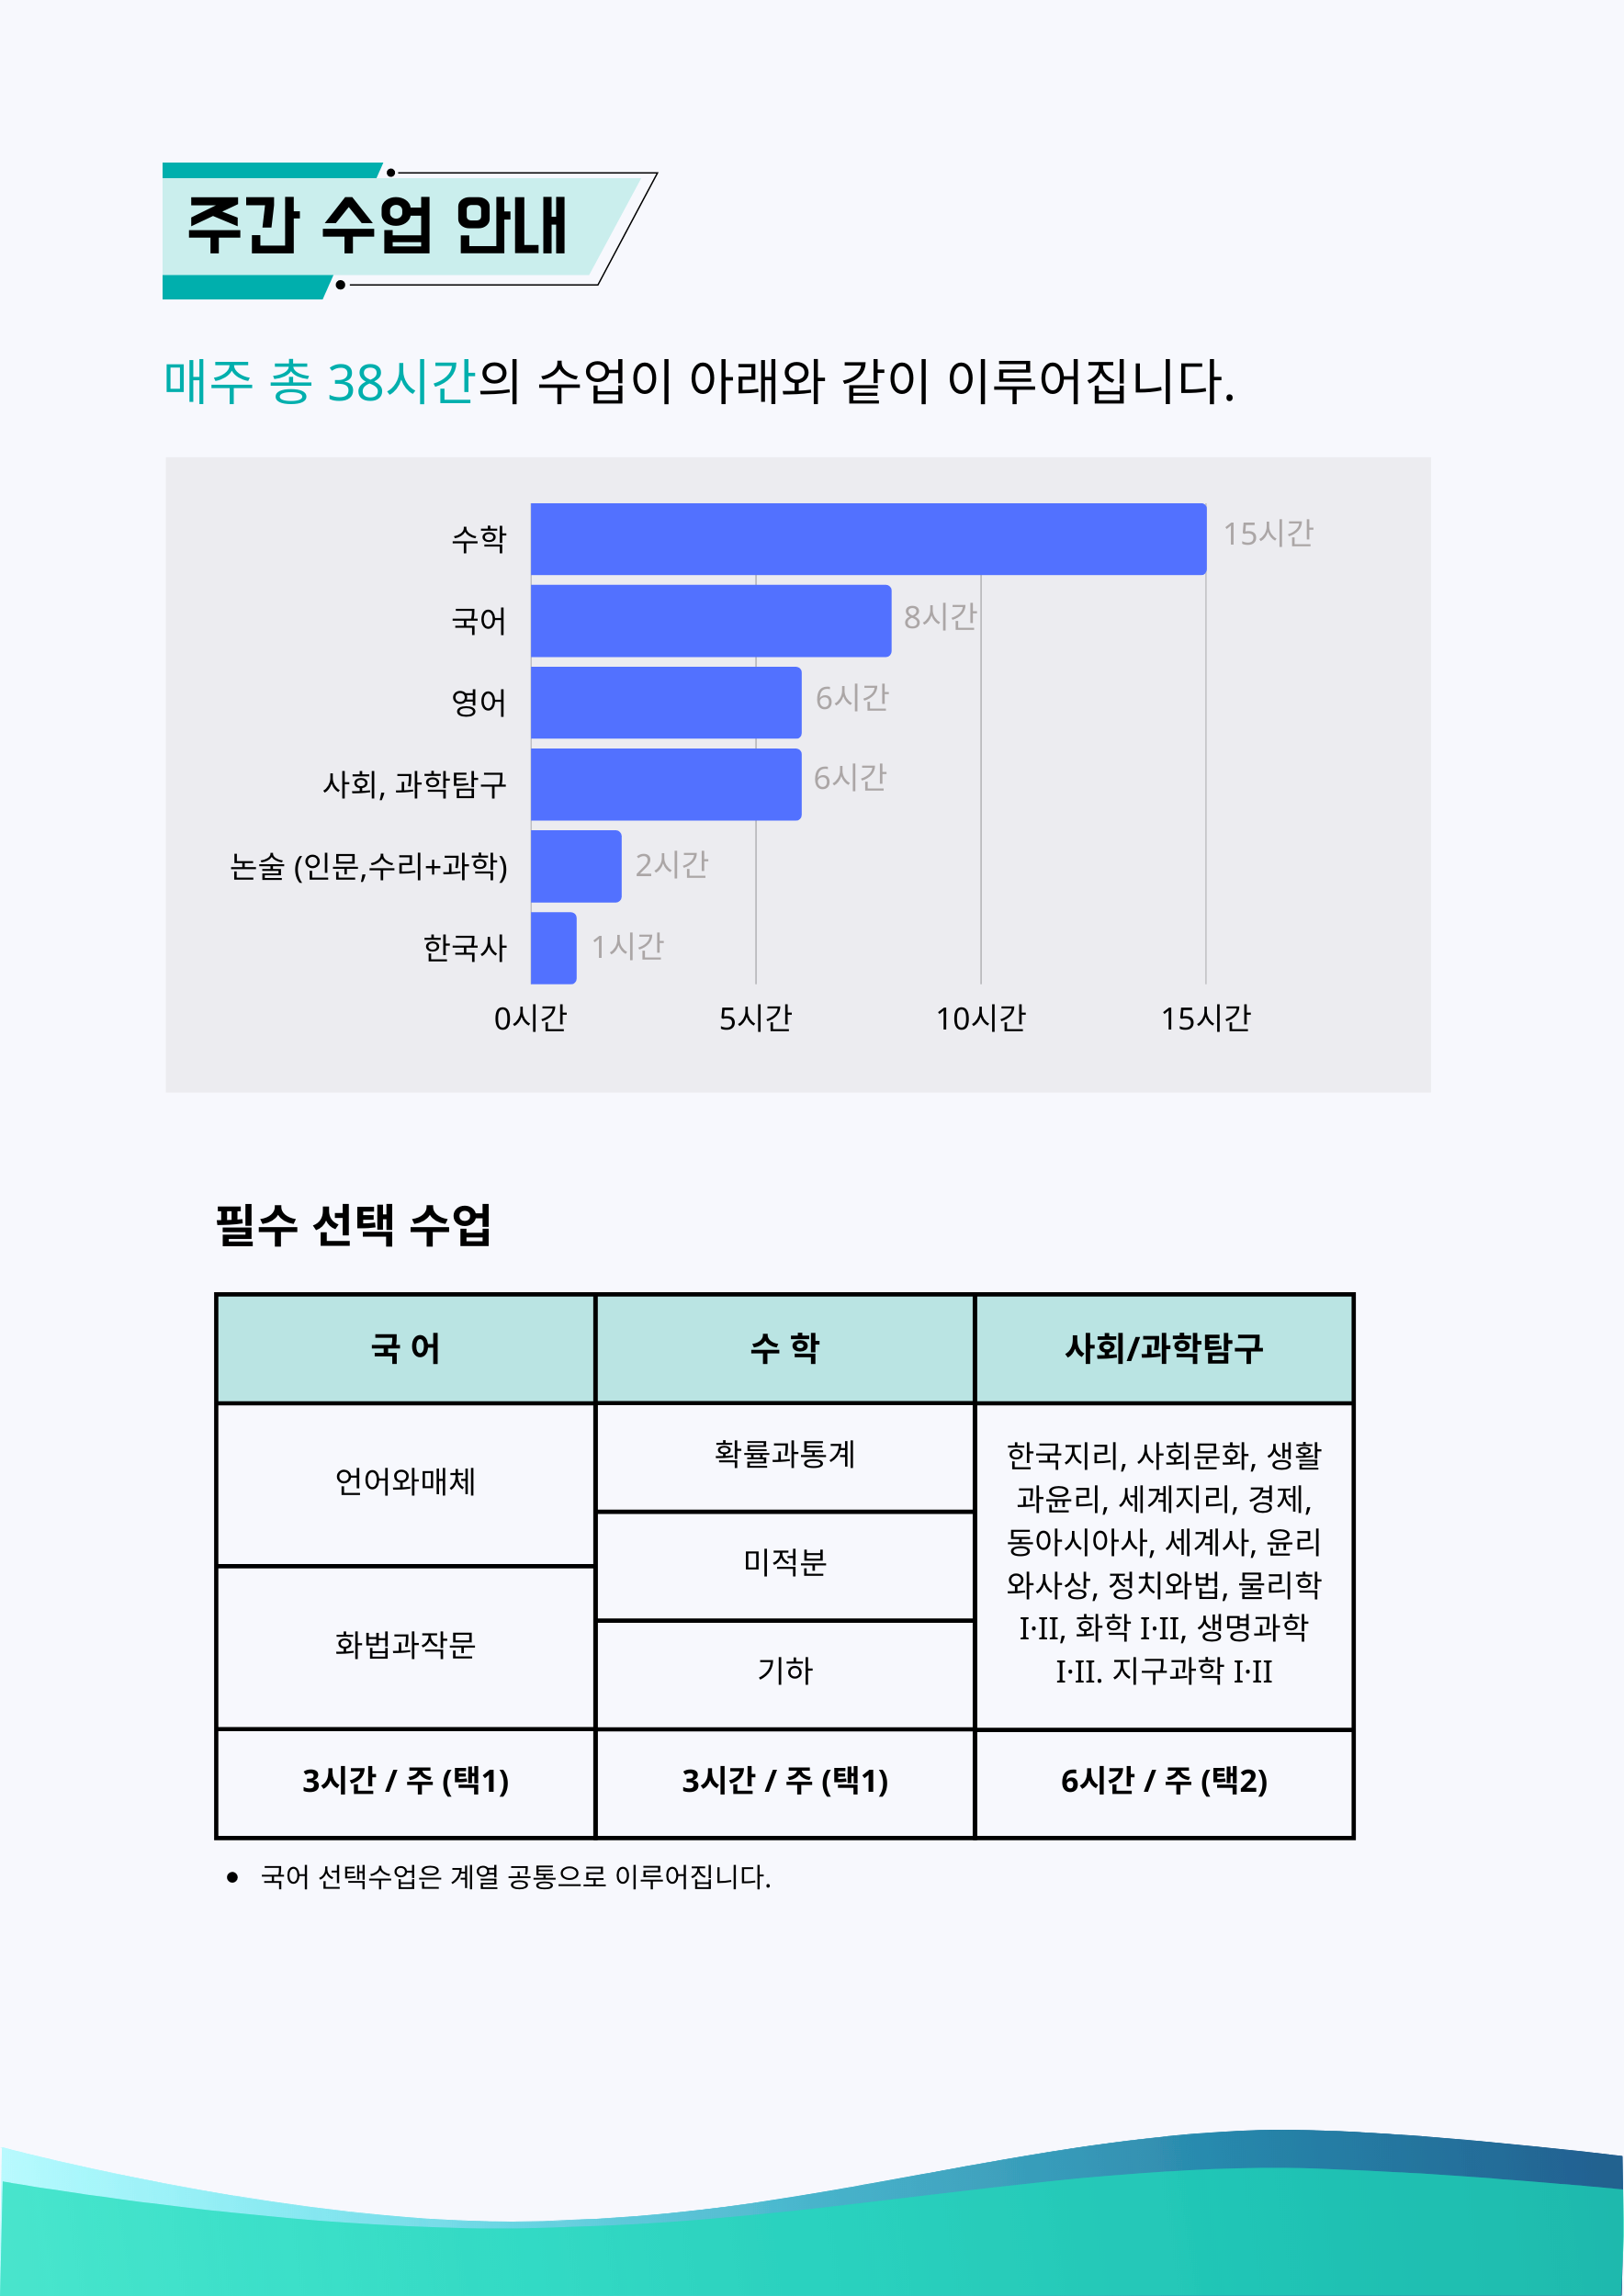 주간 수업 안내
매주 총 38시간의 수업이 아래와 같이 이루어집니다.
수학 15시간
국어 8시간
영어 6시간
사회, 과학탐구 6시간
논술 (인문,수리+과학) 2시간
한국사 1시간
0시간 5시간 10시간 15시간
필수 선택 수업
국 어 수 학 사회/과학탐구
언어와매체
화법과작문
확률과통계
미적분
기하
한국지리, 사회문화, 생활
과윤리, 세계지리, 경제,
동아시아사, 세계사, 윤리
와사상, 정치와법, 물리학
I·II, 화학 I·II, 생명과학
I·II. 지구과학 I·II
3시간 / 주 (택1) 3시간 / 주 (택1) 6시간 / 주 (택2)
• 국어 선택수업은 계열 공통으로 이루어집니다.